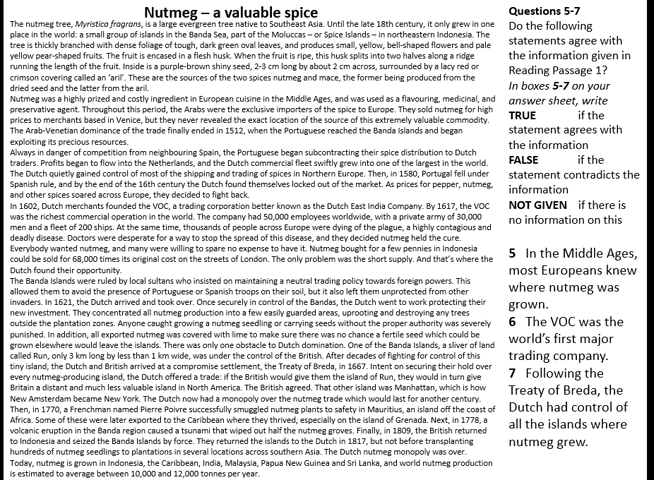 Nutmeg – a valuable spice
The nutmeg tree, Myristica fragrans, is a large evergreen tree native to Southeast Asia. Until the late 18th century, it only grew in one
place in the world: a small group of islands in the Banda Sea, part of the Moluccas – or Spice Islands – in northeastern Indonesia. The
tree is thickly branched with dense foliage of tough, dark green oval leaves, and produces small, yellow, bell-shaped flowers and pale
yellow pear-shaped fruits. The fruit is encased in a flesh husk. When the fruit is ripe, this husk splits into two halves along a ridge
running the length of the fruit. Inside is a purple-brown shiny seed, 2-3 cm long by about 2 cm across, surrounded by a lacy red or
crimson covering called an 'aril'. These are the sources of the two spices nutmeg and mace, the former being produced from the
dried seed and the latter from the aril.
Nutmeg was a highly prized and costly ingredient in European cuisine in the Middle Ages, and was used as a flavouring, medicinal, and
preservative agent. Throughout this period, the Arabs were the exclusive importers of the spice to Europe. They sold nutmeg for high
prices to merchants based in Venice, but they never revealed the exact location of the source of this extremely valuable commodity.
The Arab-Venetian dominance of the trade finally ended in 1512, when the Portuguese reached the Banda Islands and began
exploiting its precious resources.
Always in danger of competition from neighbouring Spain, the Portuguese began subcontracting their spice distribution to Dutch
traders. Profits began to flow into the Netherlands, and the Dutch commercial fleet swiftly grew into one of the largest in the world.
The Dutch quietly gained control of most of the shipping and trading of spices in Northern Europe. Then, in 1580, Portugal fell under
Spanish rule, and by the end of the 16th century the Dutch found themselves locked out of the market. As prices for pepper, nutmeg,
and other spices soared across Europe, they decided to fight back.
In 1602, Dutch merchants founded the VOC, a trading corporation better known as the Dutch East India Company. By 1617, the VOC
was the richest commercial operation in the world. The company had 50,000 employees worldwide, with a private army of 30,000
men and a fleet of 200 ships. At the same time, thousands of people across Europe were dying of the plague, a highly contagious and
deadly disease. Doctors were desperate for a way to stop the spread of this disease, and they decided nutmeg held the cure.
Everybody wanted nutmeg, and many were willing to spare no expense to have it. Nutmeg bought for a few pennies in Indonesia
could be sold for 68,000 times its original cost on the streets of London. The only problem was the short supply. And that's where the
Dutch found their opportunity.
The Banda Islands were ruled by local sultans who insisted on maintaining a neutral trading policy towards foreign powers. This
allowed them to avoid the presence of Portuguese or Spanish troops on their soil, but it also left them unprotected from other
invaders. In 1621, the Dutch arrived and took over. Once securely in control of the Bandas, the Dutch went to work protecting their
new investment. They concentrated all nutmeg production into a few easily guarded areas, uprooting and destroying any trees
outside the plantation zones. Anyone caught growing a nutmeg seedling or carrying seeds without the proper authority was severely
punished. In addition, all exported nutmeg was covered with lime to make sure there was no chance a fertile seed which could be
grown elsewhere would leave the islands. There was only one obstacle to Dutch domination. One of the Banda Islands, a sliver of land
called Run, only 3 km long by less than 1 km wide, was under the control of the British. After decades of fighting for control of this
tiny island, the Dutch and British arrived at a compromise settlement, the Treaty of Breda, in 1667. Intent on securing their hold over
every nutmeg-producing island, the Dutch offered a trade: if the British would give them the island of Run, they would in turn give
Britain a distant and much less valuable island in North America. The British agreed. That other island was Manhattan, which is how
New Amsterdam became New York. The Dutch now had a monopoly over the nutmeg trade which would last for another century.
Then, in 1770, a Frenchman named Pierre Poivre successfully smuggled nutmeg plants to safety in Mauritius, an island off the coast of
Africa. Some of these were later exported to the Caribbean where they thrived, especially on the island of Grenada. Next, in 1778, a
volcanic eruption in the Banda region caused a tsunami that wiped out half the nutmeg groves. Finally, in 1809, the British returned
to Indonesia and seized the Banda Islands by force. They returned the islands to the Dutch in 1817, but not before transplanting
hundreds of nutmeg seedlings to plantations in several locations across southern Asia. The Dutch nutmeg monopoly was over.
Today, nutmeg is grown in Indonesia, the Caribbean, India, Malaysia, Papua New Guinea and Sri Lanka, and world nutmeg production
is estimated to average between 10,000 and 12,000 tonnes per year.
Questions 5-7
Do the following
statements agree with
the information given in
Reading Passage 1?
In boxes 5-7 on your
answer sheet, write
TRUE if the
statement agrees with
the information
FALSE if the
statement contradicts the
information
NOT GIVEN if there is
no information on this
5 In the Middle Ages,
most Europeans knew
where nutmeg was
grown.
6 The VOC was the
world's first major
trading company.
7 Following the
Treaty of Breda, the
Dutch had control of
all the islands where
nutmeg grew.